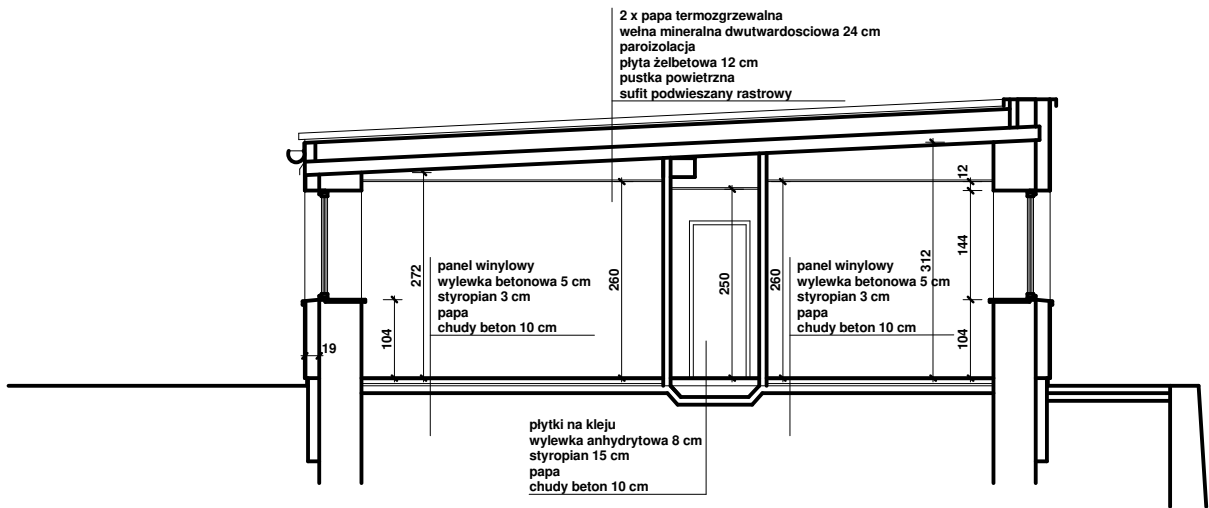 2 x papa termozgrzewalna
wełna mineralna dwutwardosciowa 24 cm
paroizolacja
płyta żelbetowa 12 cm
pustka powietrzna
sufit podwieszany rastrowy
12
144
104
312
260
250
260
272
104
19
panel winylowy
wylewka betonowa 5 cm
styropian 3 cm
papa
chudy beton 10 cm
panel winylowy
wylewka betonowa 5 cm
styropian 3 cm
papa
chudy beton 10 cm
płytki na kleju
wylewka anhydrytowa 8 cm
styropian 15 cm
papa
chudy beton 10 cm